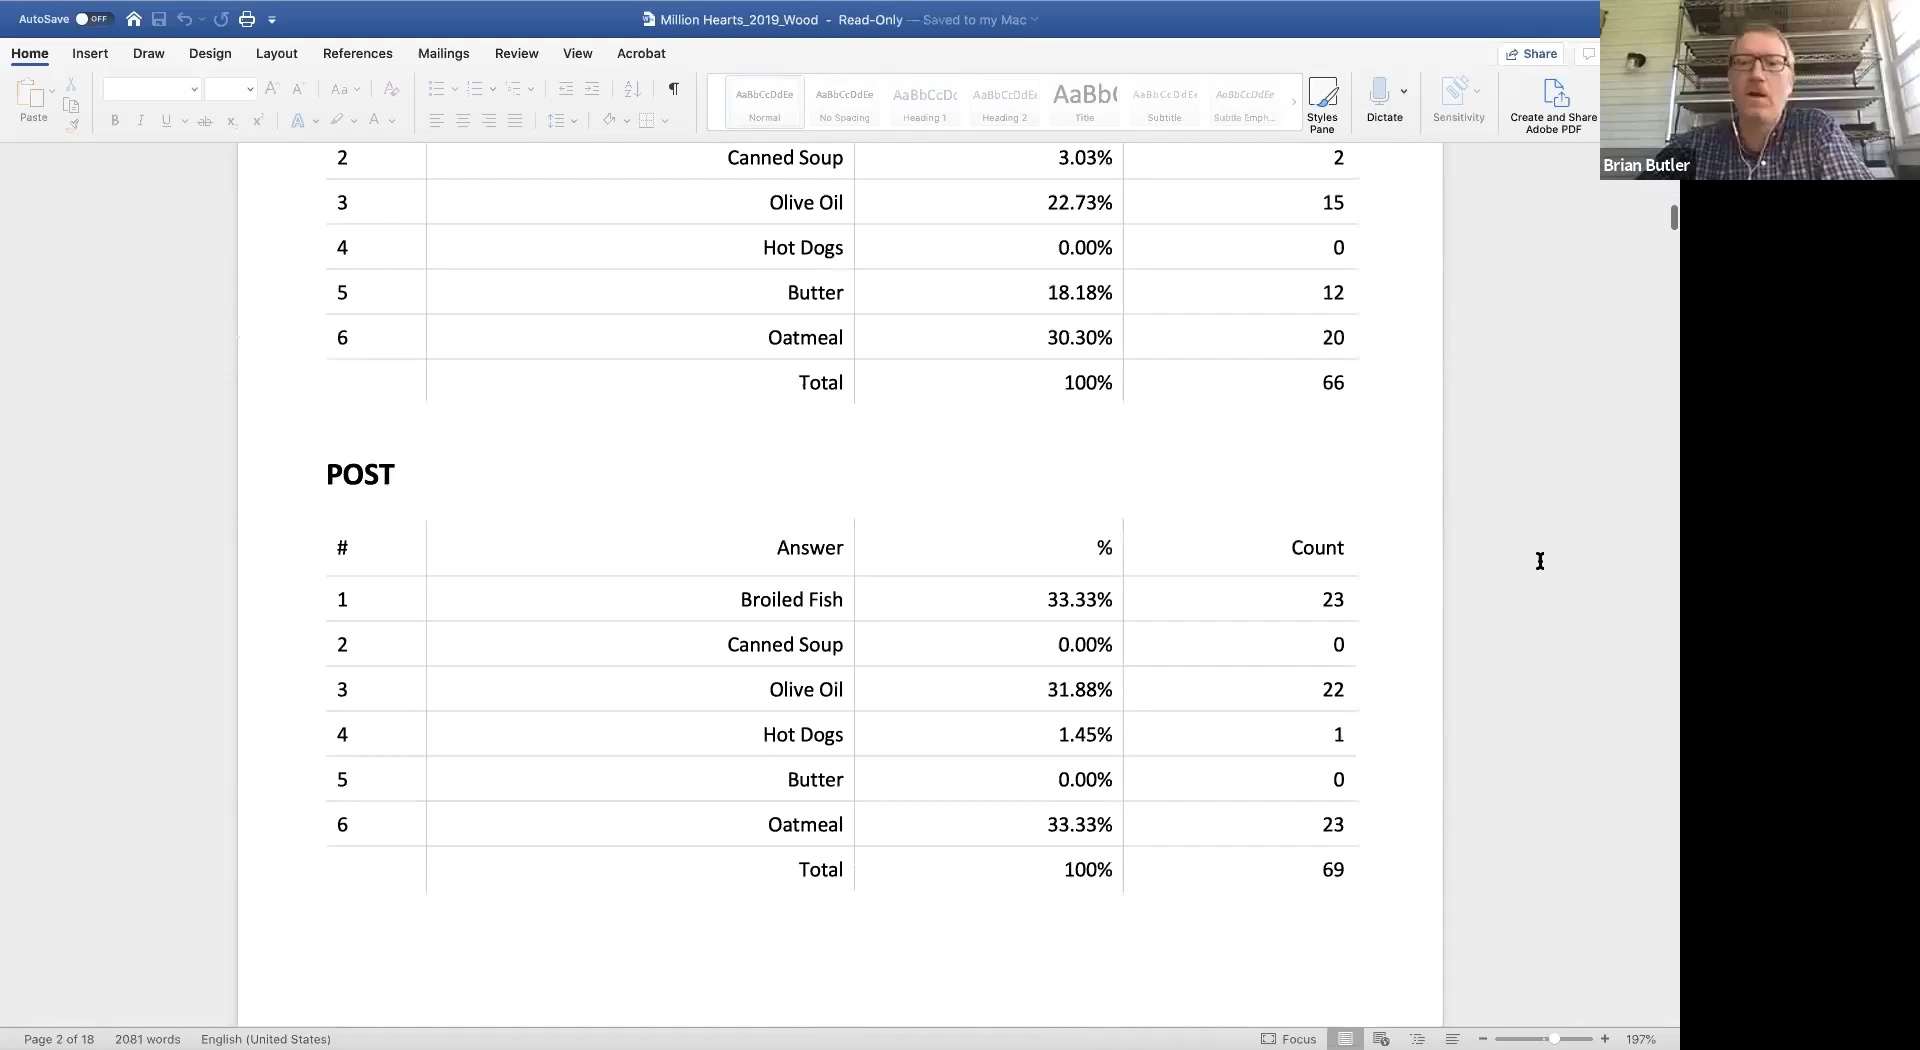 AutoSave OFF Million Hearts_2019_Wood - Read-Only — Saved to my Mac
Home Insert Draw Design Layout References Mailings Review View Acrobat Share
Paste
Aa
B I U ab x x A A
AaBbCcDdEe AaBbCcDdEe AaBbCcDc AaBbCcDdEe AaBb( AaBbCcDdEe AaBbCcDdEe
Normal No Spacing Heading 1 Heading 2 Title Subtitle Subtle Emph...
Styles Pane
Dictate
Sensitivity
Create and Share Adobe PDF
Brian Butler
2 Canned Soup 3.03% 2
3 Olive Oil 22.73% 15
4 Hot Dogs 0.00% 0
5 Butter 18.18% 12
6 Oatmeal 30.30% 20
Total 100% 66
POST
# Answer % Count
1 Broiled Fish 33.33% 23
2 Canned Soup 0.00% 0
3 Olive Oil 31.88% 22
4 Hot Dogs 1.45% 1
5 Butter 0.00% 0
6 Oatmeal 33.33% 23
Total 100% 69
Page 2 of 18 2081 words English (United States) Focus 197%